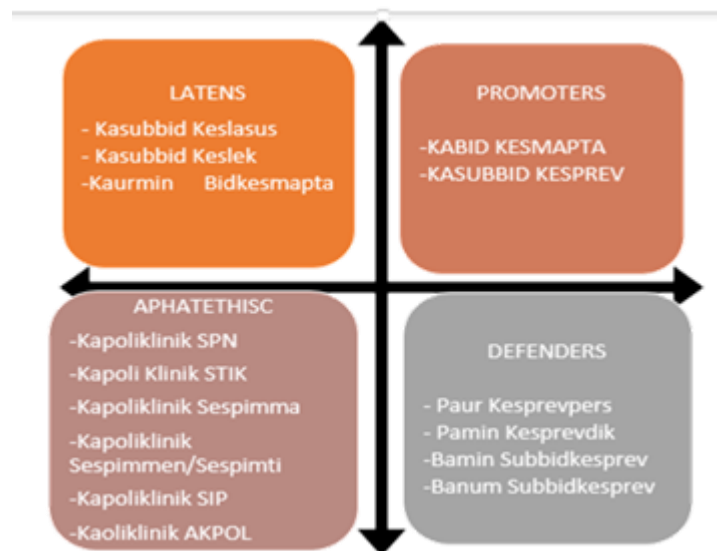 LATENS
- Kasubbid Keslasus
- Kasubbid Keslek
-Kaurmin Bidkesmapta
PROMOTERS
-KABID KESMAPTA
-KASUBBID KESPREV
APHATETHISC
-Kapoliklinik SPN
-Kapoli Klinik STIK
-Kapoliklinik Sespimma
-Kapoliklinik
Sespimmen/Sespimti
-Kapoliklinik SIP
-Kaoliklinik AKPOL
DEFENDERS
- Paur Kesprevpers
- Pamin Kesprevdik
-Bamin Subbidkesprev
-Banum Subbidkesprev